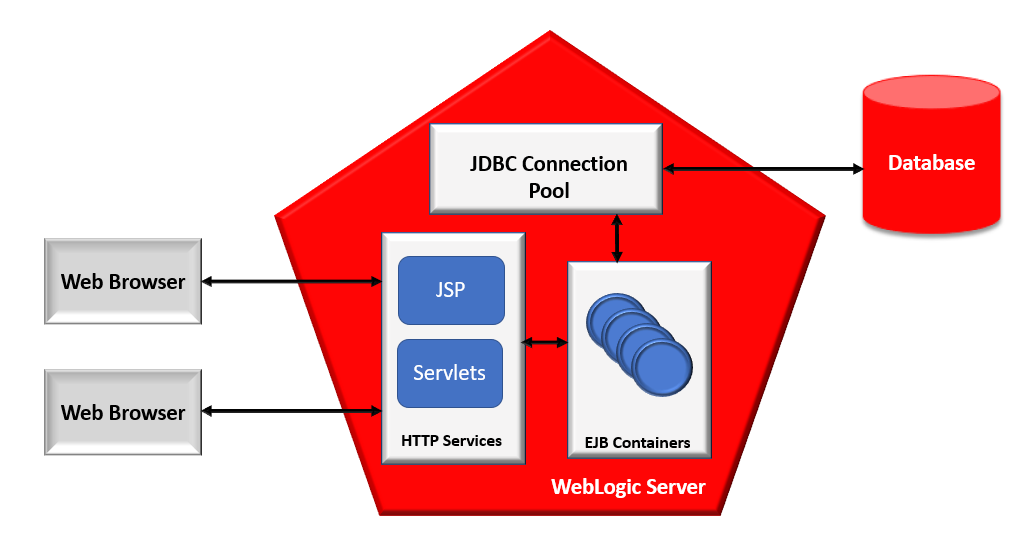 JDBC Connection
Pool
Database
Web Browser
JSP
Servlets
Web Browser
HTTP Services
EJB Containers
WebLogic Server